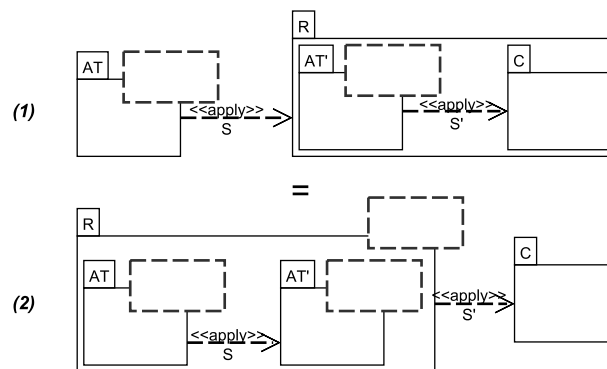 R
AT
AT'
C
(1)
<<apply>>
S
<<apply>>
S'
=
R
AT
AT'
C
(2)
<<apply>>
S
<<apply>>
S'